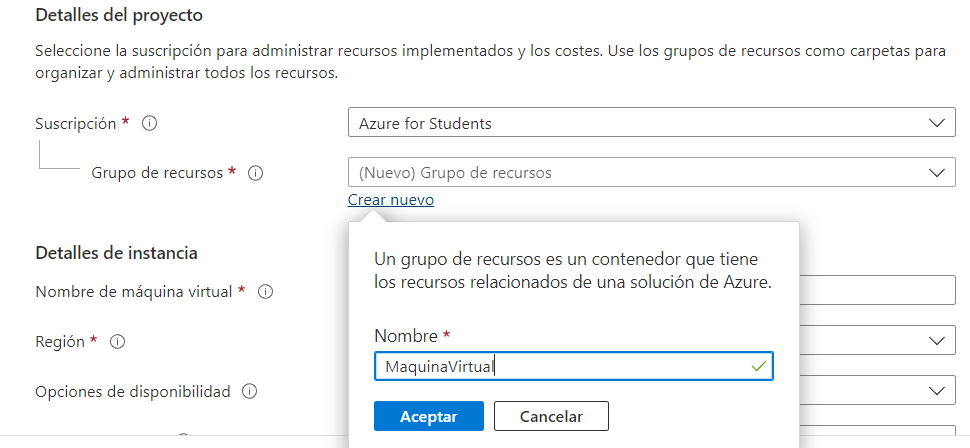 Detalles del proyecto
Seleccione la suscripción para administrar recursos implementados y los costes. Use los grupos de recursos como carpetas para
organizar y administrar todos los recursos.
Suscripción *
Azure for Students
Grupo de recursos *
(Nuevo) Grupo de recursos
Crear nuevo
Un grupo de recursos es un contenedor que tiene
los recursos relacionados de una solución de Azure.
Nombre *
MaquinaVirtual
Aceptar
Cancelar
Detalles de instancia
Nombre de máquina virtual *
Región *
Opciones de disponibilidad